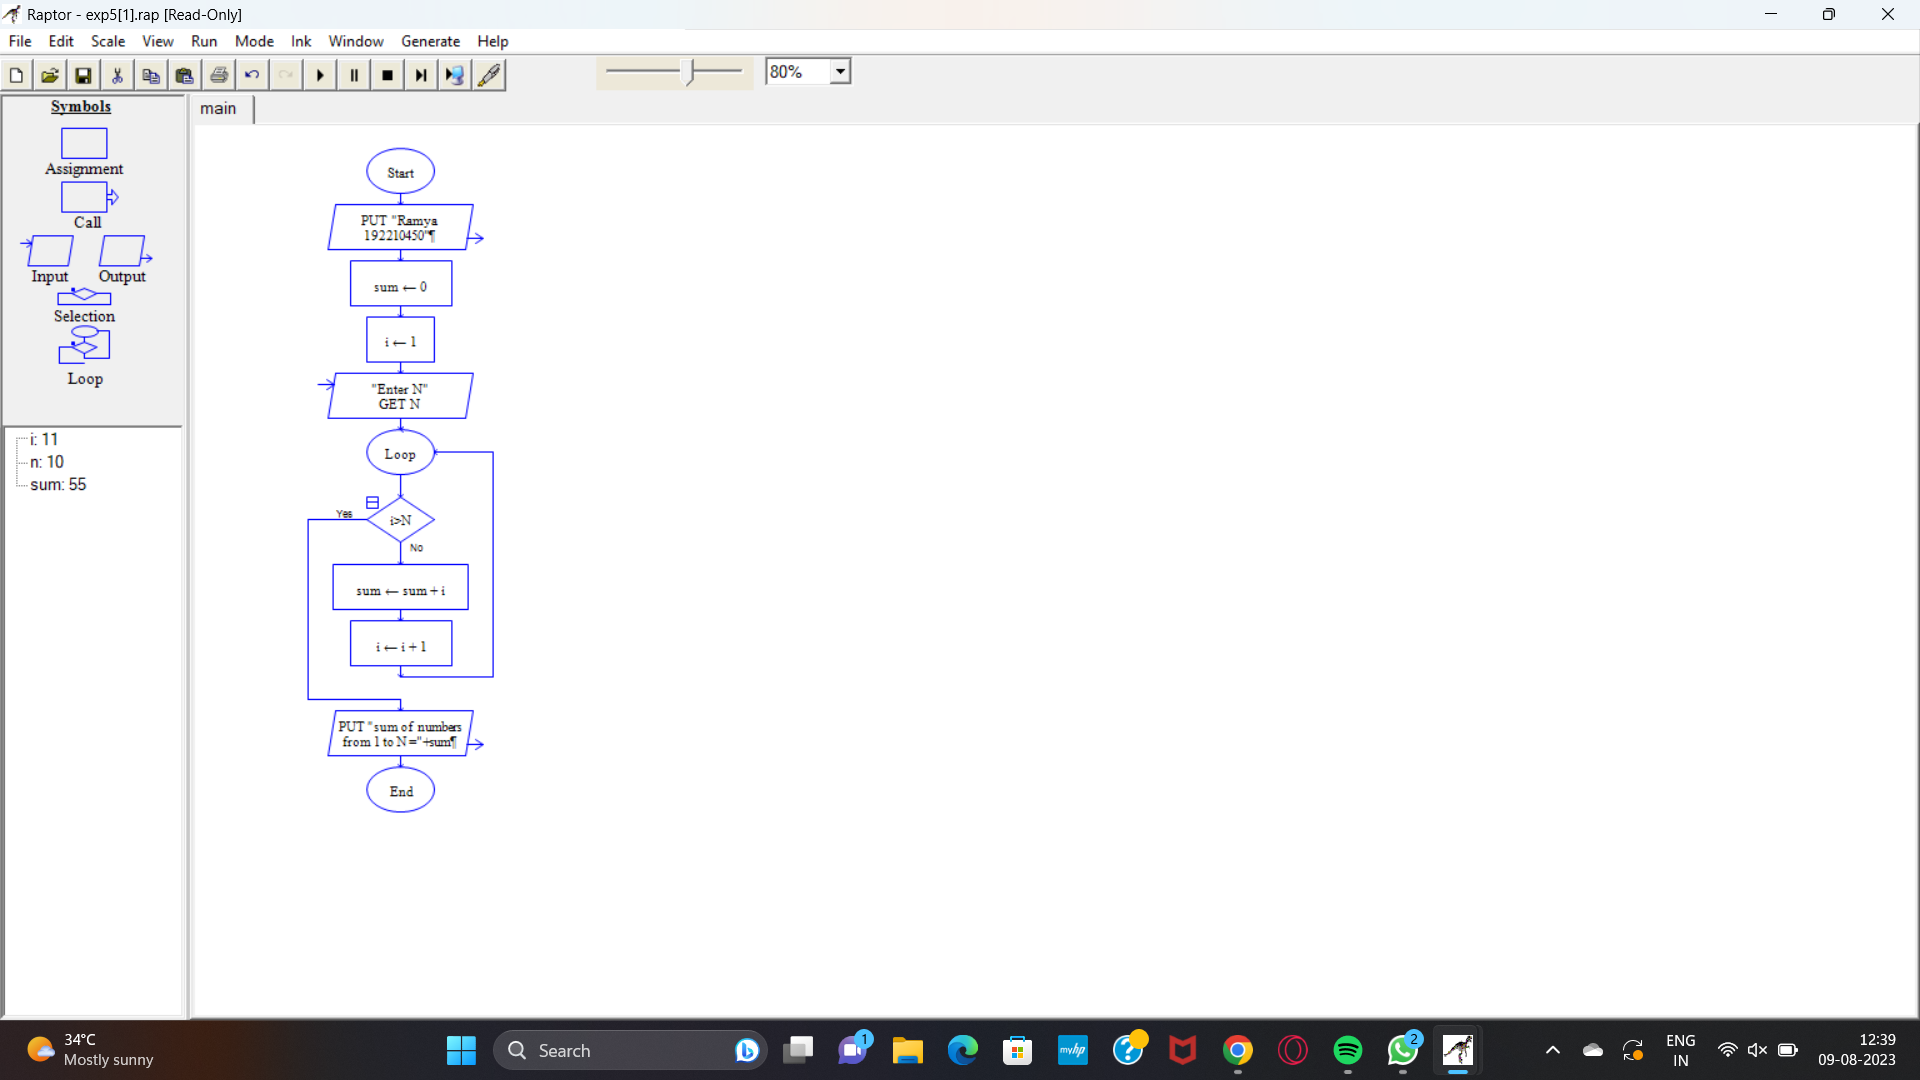 Raptor - exp5[1].rap [Read-Only]
File Edit Scale View Run Mode Ink Window Generate Help
80%
Symbols
Assignment
Call
Input Output
Selection
Loop
i: 11
n: 10
sum: 55
main
Start
PUT "Ramya
192210450"¶
sum ← 0
i ← 1
"Enter N"
GET N
Loop
Yes
i>N
No
sum ← sum + i
i ← i + 1
PUT "sum of numbers
from 1 to N ="+sum¶
End
34°C
Mostly sunny
Search
1
myhp
?
2
ENG
IN
12:39
09-08-2023